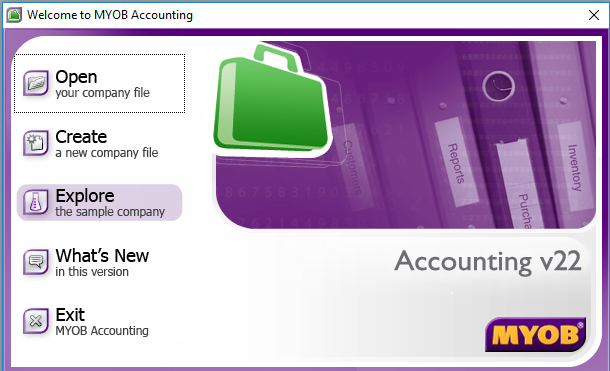 Welcome to MYOB Accounting
Open
your company file
Create
a new company file
Explore
the sample company
What's New
in this version
Exit
MYOB Accounting
Customers
Reports
Purcha
Inventory
Accounting v22
MYOB®